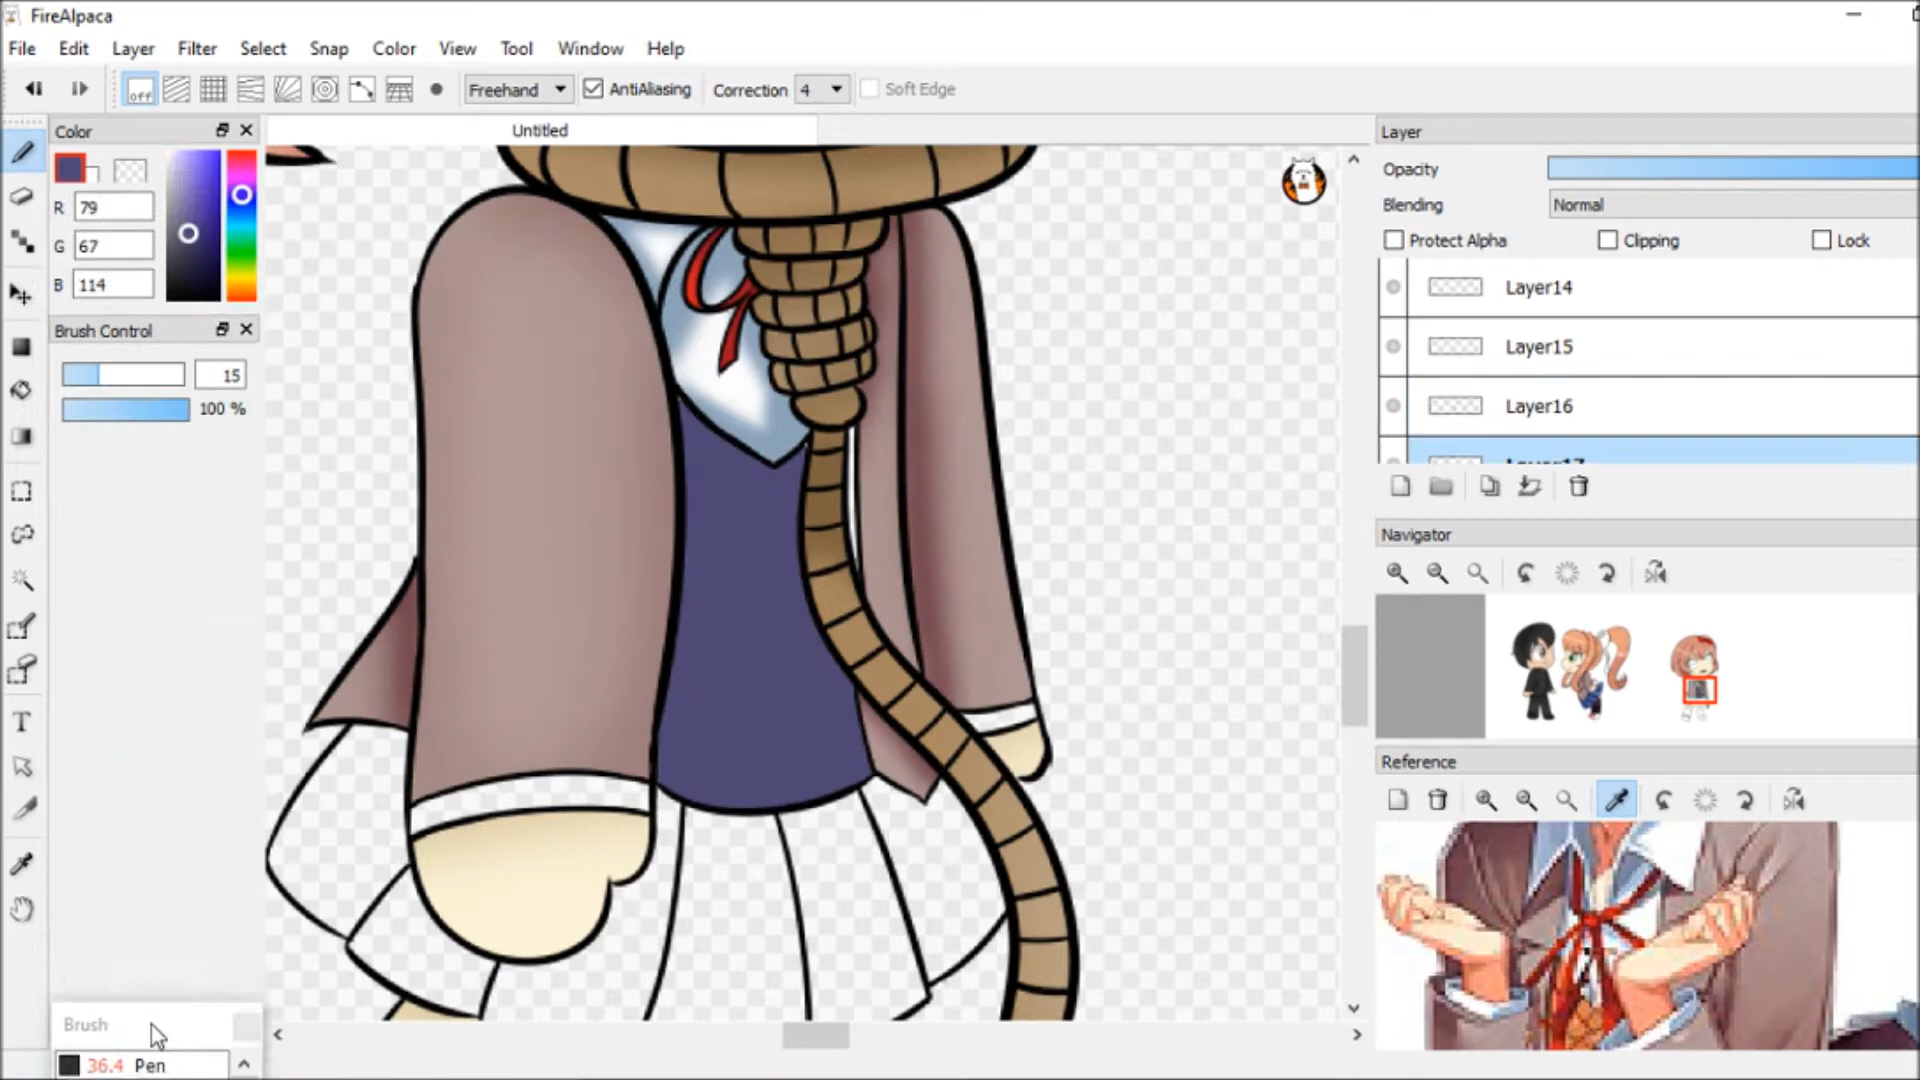 FireAlpaca
File Edit Layer Filter Select Snap Color View Tool Window Help
off Freehand AntiAliasing Correction 4 Soft Edge
Color
Untitled
Layer
R 79
G 67
B 114
Opacity
Blending Normal
Protect Alpha Clipping Lock
Brush Control
15
100 %
Layer14
Layer15
Layer16
Layer17
Navigator
Reference
T
Brush
36.4 Pen